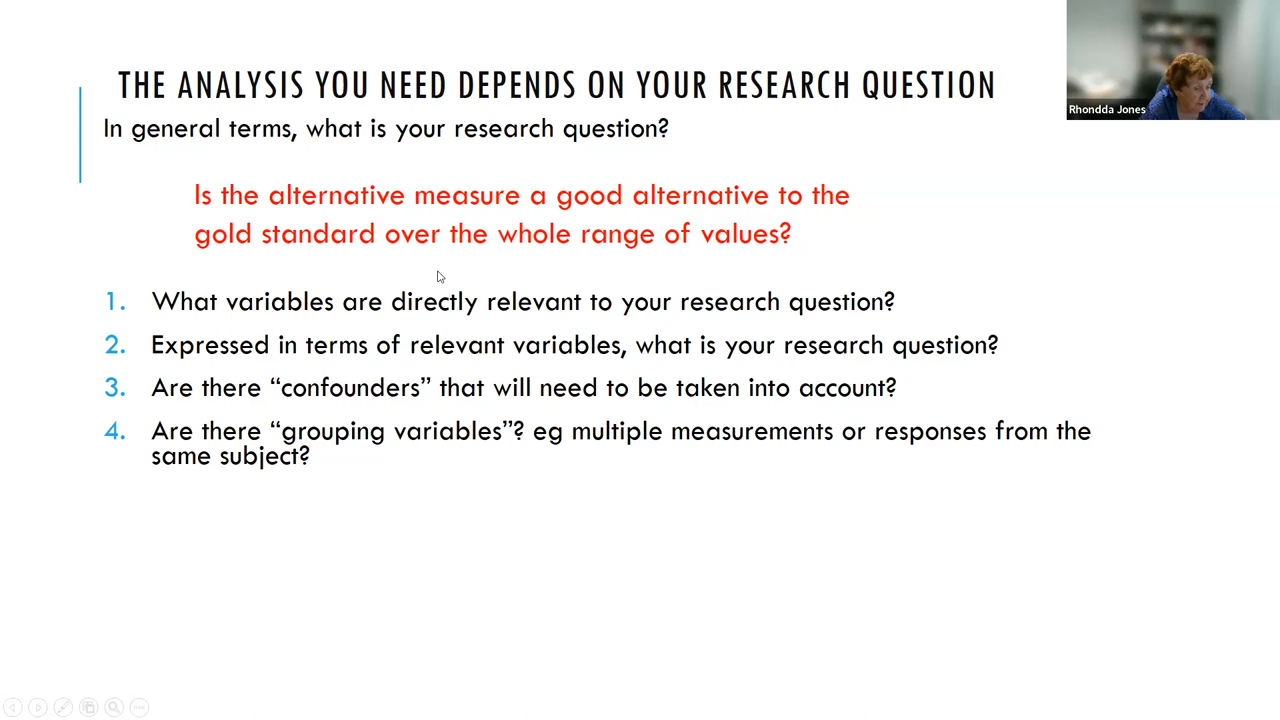 THE ANALYSIS YOU NEED DEPENDS ON YOUR RESEARCH QUESTION
In general terms, what is your research question?
Is the alternative measure a good alternative to the
gold standard over the whole range of values?
1. What variables are directly relevant to your research question?
2. Expressed in terms of relevant variables, what is your research question?
3. Are there “confounders” that will need to be taken into account?
4. Are there “grouping variables”? eg multiple measurements or responses from the
same subject?
Rhondda Jones